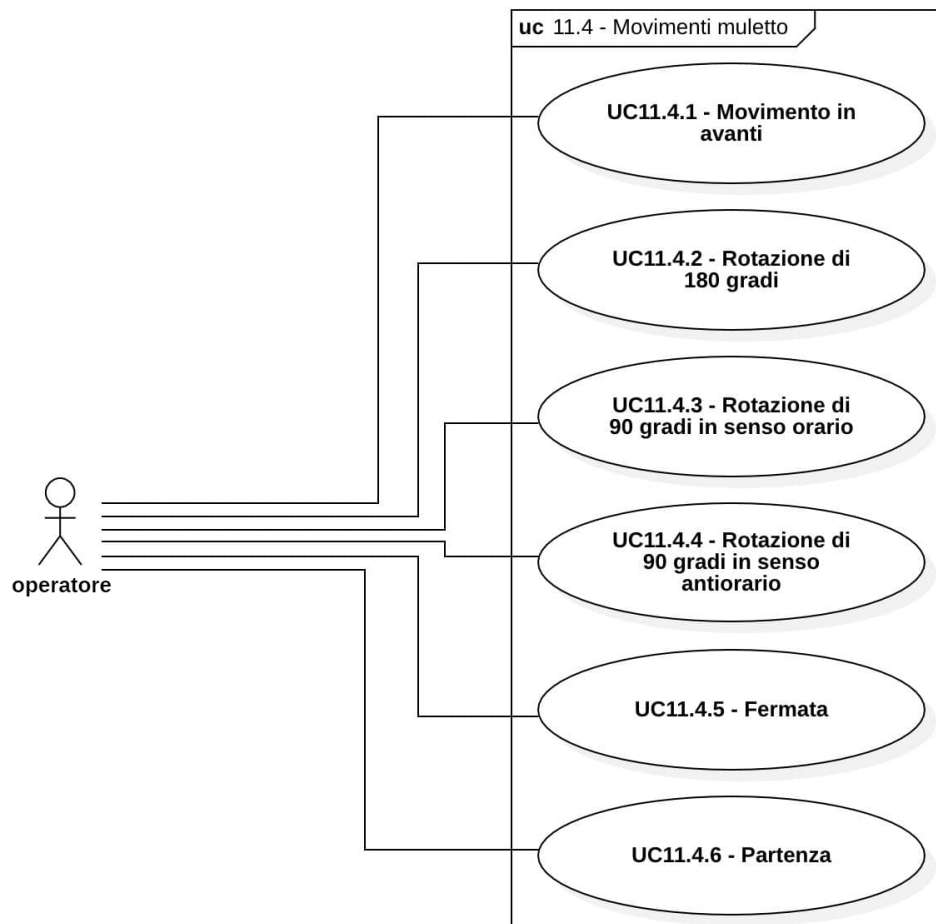 uc 11.4 - Movimenti muletto
UC11.4.1 - Movimento in
avanti
UC11.4.2 - Rotazione di
180 gradi
UC11.4.3 - Rotazione di
90 gradi in senso orario
operatore
UC11.4.4 - Rotazione di
90 gradi in senso
antiorario
UC11.4.5 - Fermata
UC11.4.6 - Partenza